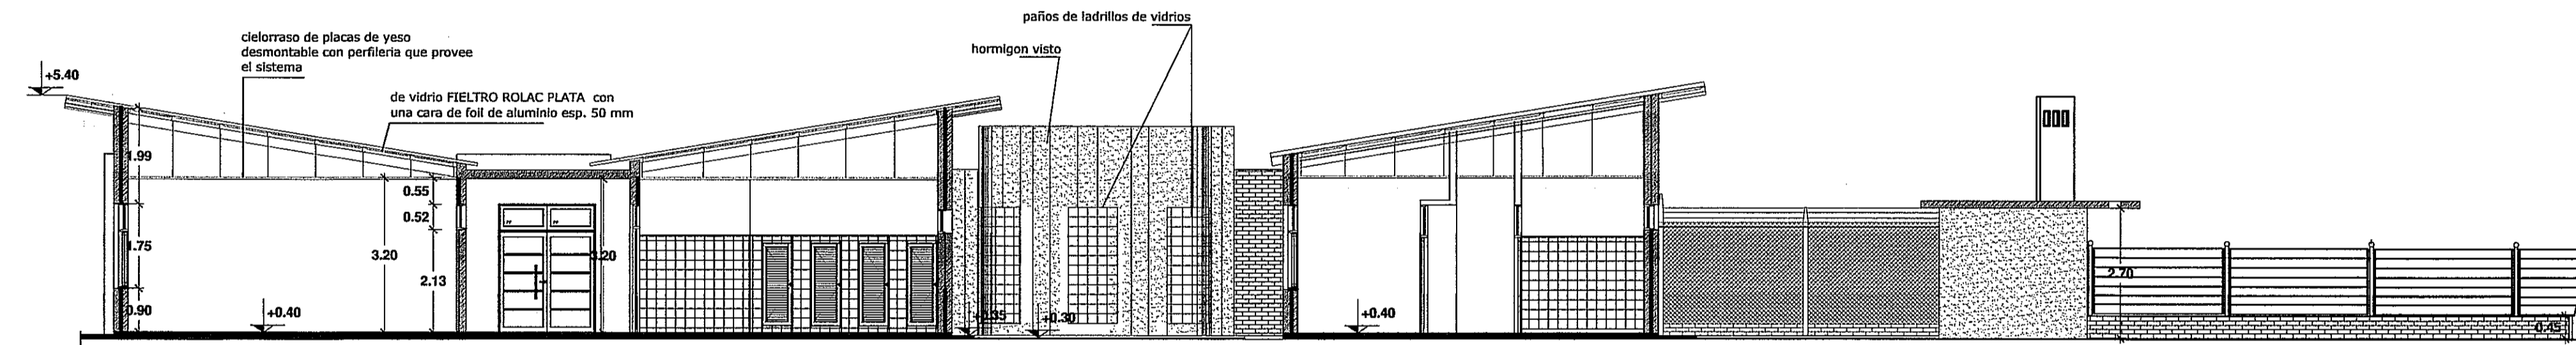 paños de ladrillos de vidrios
cielorraso de placas de yeso
desmontable con perfileria que provee
el sistema
hormigon visto
+5.40
de vidrio FIELTRO ROLAC PLATA con
una cara de foil de aluminio esp. 50 mm
1.99
0.55
0.52
1.75
3.20
3.20
2.13
2.70
0.90
+0.40
+0.35
+0.30
+0.40
0.45